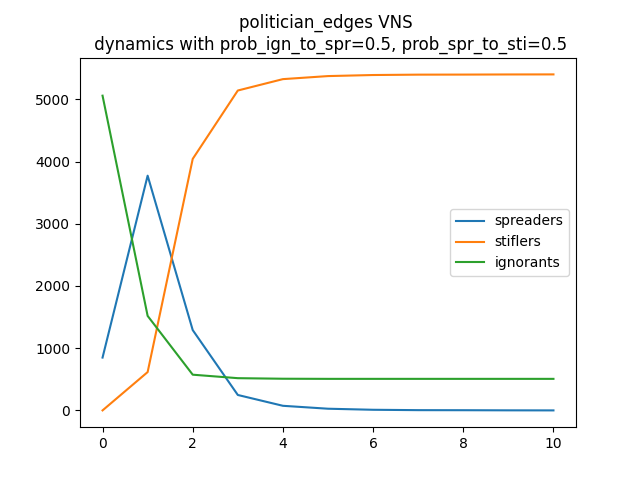 politician_edges VNS
dynamics with prob_ign_to_spr=0.5, prob_spr_to_sti=0.5
5000
4000
3000
2000
1000
0
spreaders
stiflers
ignorants
0 2 4 6 8 10